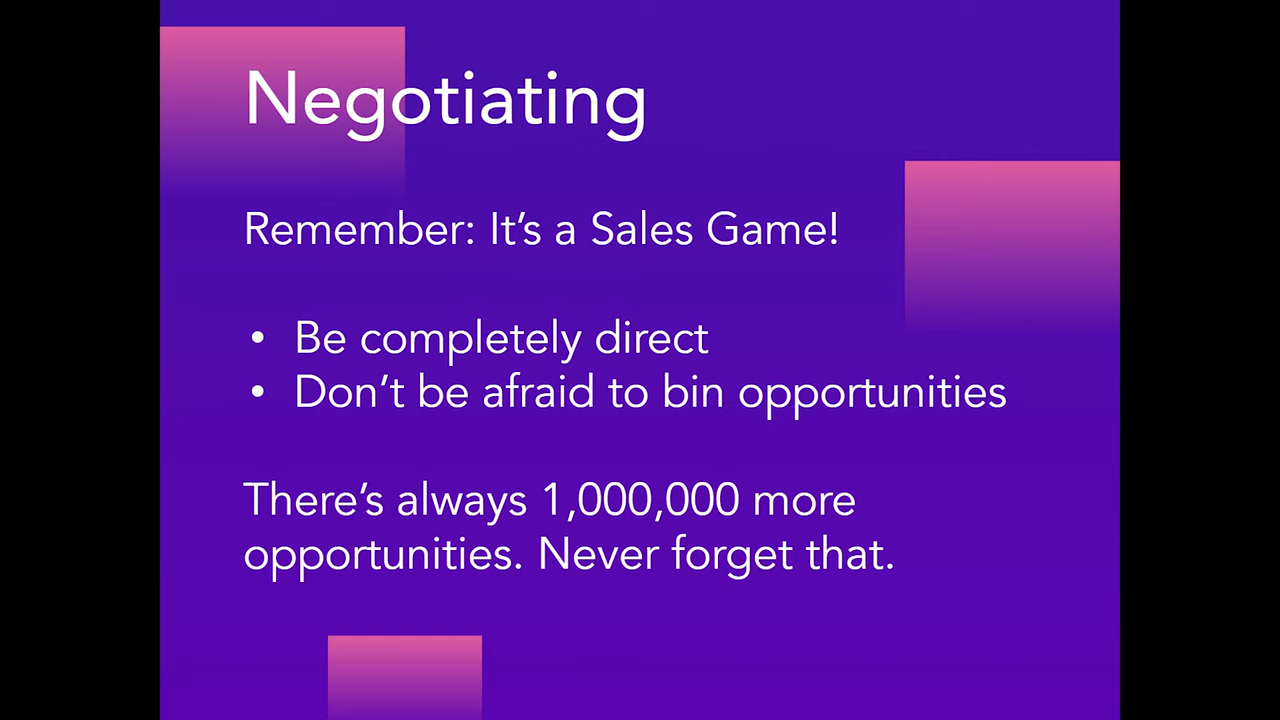 Negotiating
Remember: It’s a Sales Game!
• Be completely direct
• Don’t be afraid to bin opportunities
There’s always 1,000,000 more
opportunities. Never forget that.